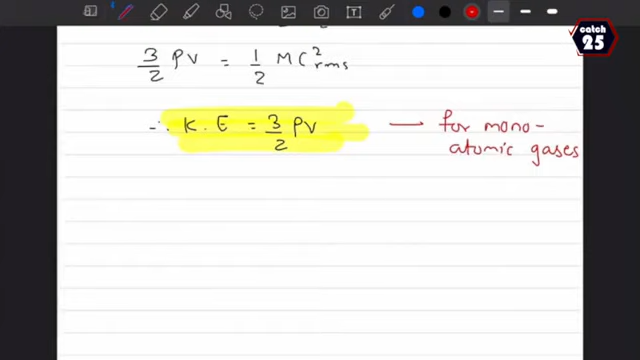 catch
25
3/2 PV = 1/2 MC²rms
∴ K.E = 3/2 PV → for mono-
atomic gases